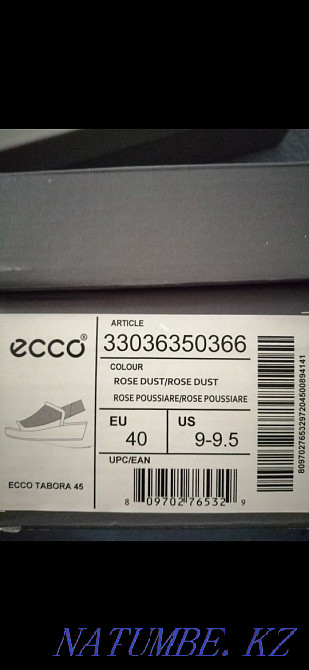 ecco®
ARTICLE
33036350366
COLOUR
ROSE DUST/ROSE DUST
ROSE POUSSIARE/ROSE POUSSIARE
EU
40
US
9-9.5
UPC/EAN
8 09702 76532 9
ECCO TABORA 45
8097027653297204500894141
NATUMBE. KZ